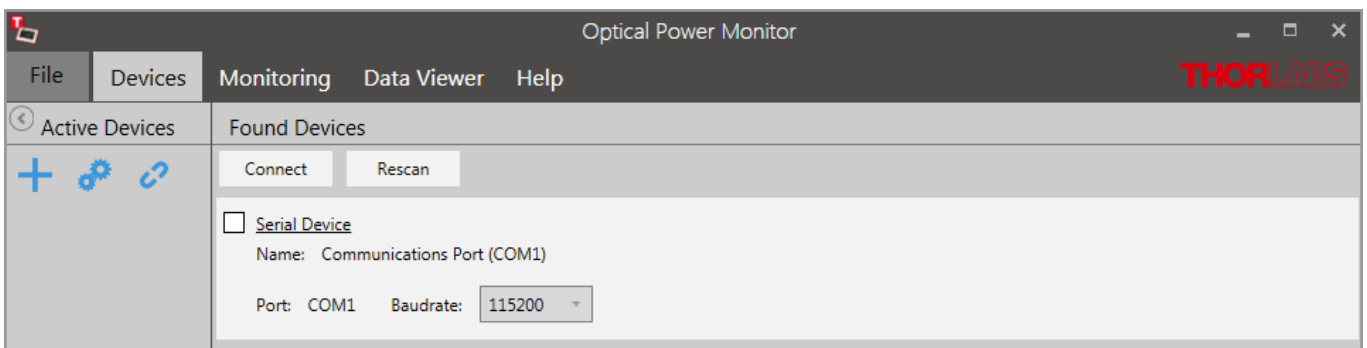 Optical Power Monitor
File Devices Monitoring Data Viewer Help
THORLABS
Active Devices
Found Devices
Connect Rescan
Serial Device
Name: Communications Port (COM1)
Port: COM1 Baudrate: 115200